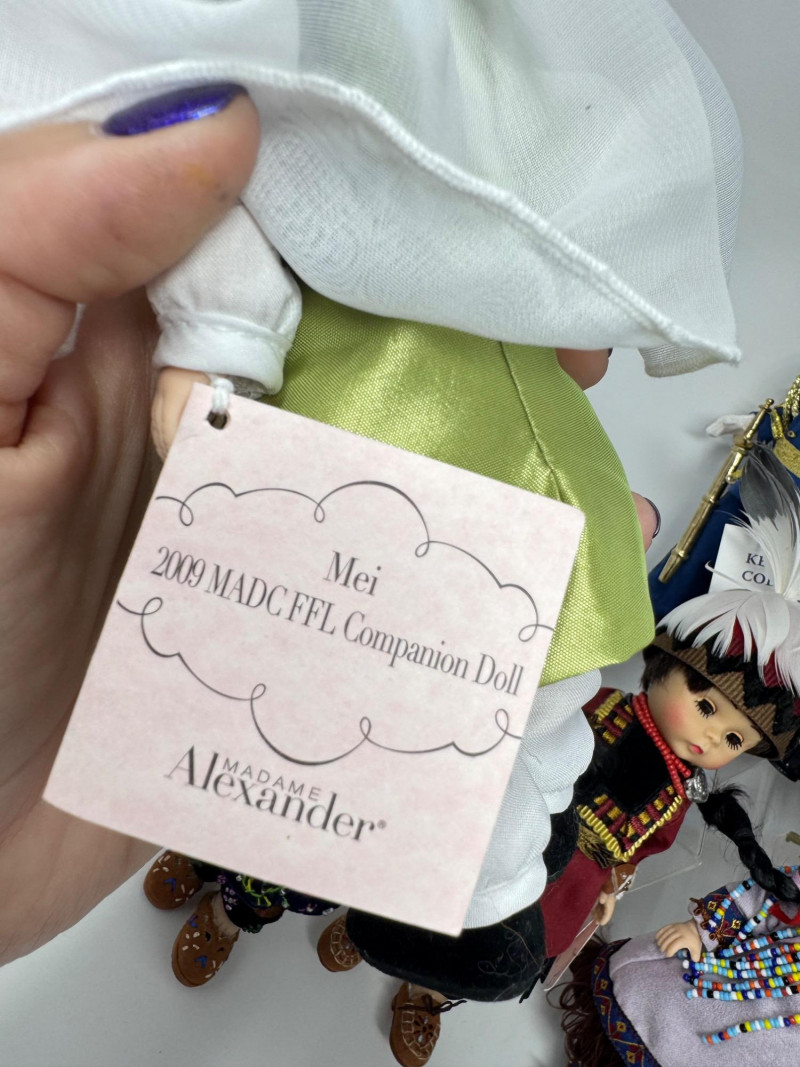 Mei
2009 MADC FFL Companion Doll
MADAME
Alexander®